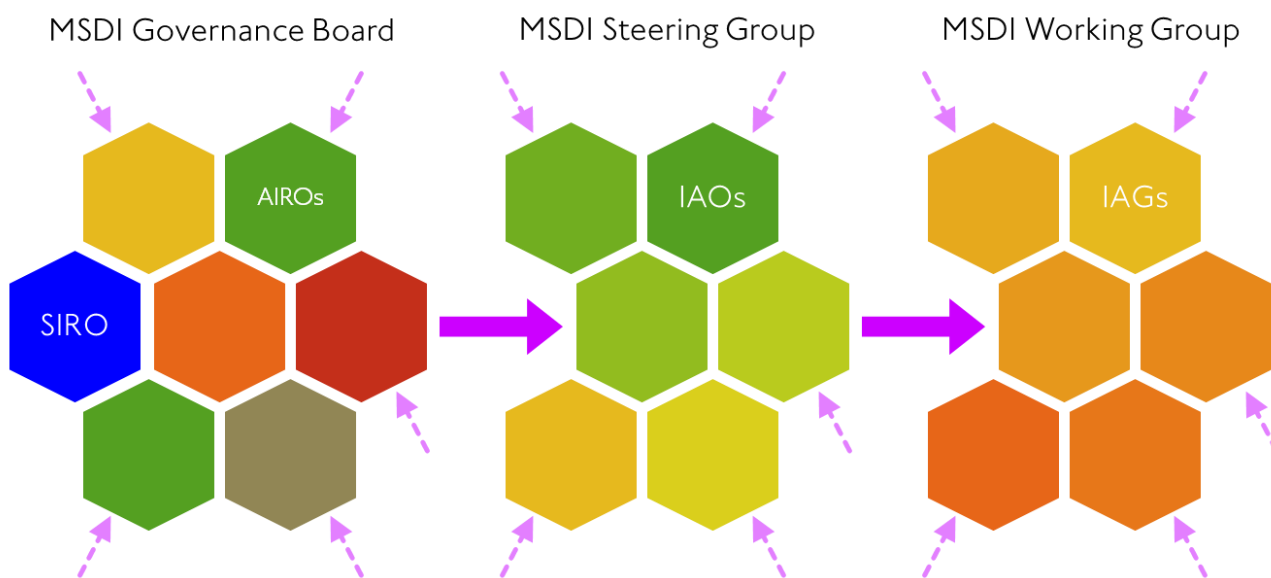 MSDI Governance Board
MSDI Steering Group
MSDI Working Group
AIROs
IAOs
IAGs
SIRO